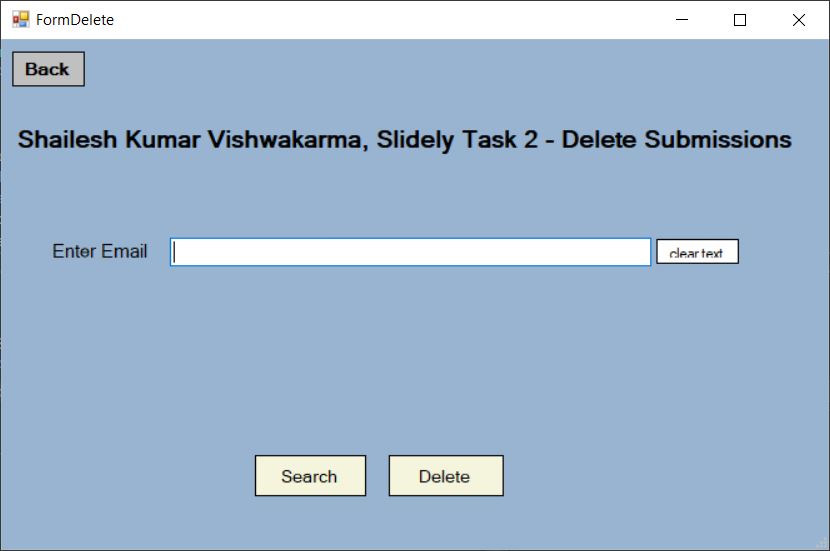 FormDelete
Back
Shailesh Kumar Vishwakarma, Slidely Task 2 - Delete Submissions
Enter Email
clear text
Search
Delete